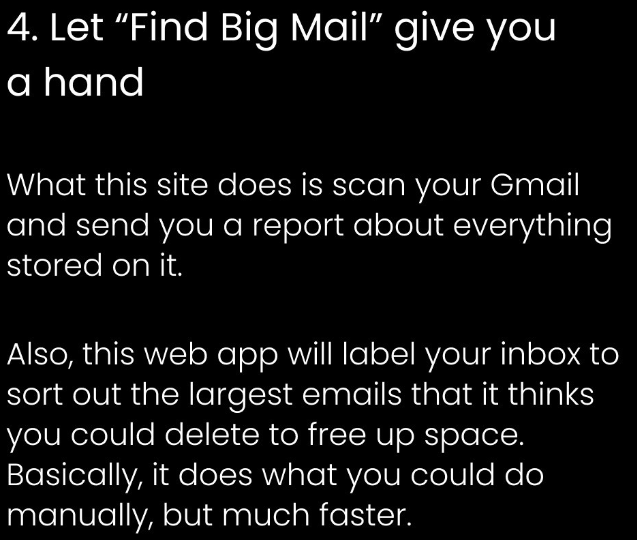 4. Let “Find Big Mail” give you
a hand
What this site does is scan your Gmail
and send you a report about everything
stored on it.
Also, this web app will label your inbox to
sort out the largest emails that it thinks
you could delete to free up space.
Basically, it does what you could do
manually, but much faster.